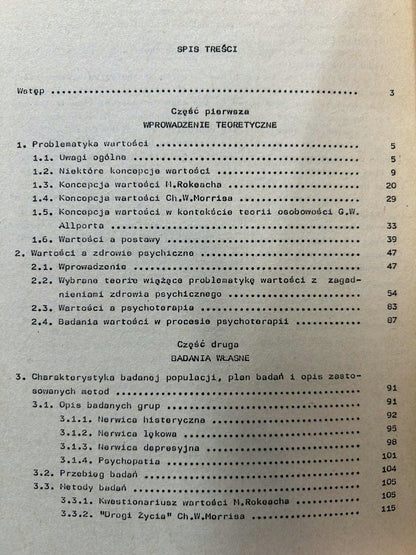 SPIS TREŚCI
Wstęp ........................................................ 3
Część pierwsza
WPROWADZENIE TEORETYCZNE
1. Problematyka wartości ..................................... 5
1.1. Uwagi ogólne ............................................ 5
1.2. Niektóre koncepcje wartości ............................. 9
1.3. Koncepcja wartości M.Rokeacha ........................... 20
1.4. Koncepcja wartości Ch.W.Morrisa ......................... 29
1.5. Koncepcja wartości w kontekście teorii osobowości G.W.
Allporta ..................................................... 33
1.6. Wartości a postawy ...................................... 39
2. Wartości a zdrowie psychiczne ............................. 47
2.1. Wprowadzenie ............................................ 47
2.2. Wybrane teorie wiążące problematykę wartości z zagad-
nieniami zdrowia psychicznego ................................ 54
2.3. Wartości a psychoterapia ................................ 83
2.4. Badania wartości w procesie psychoterapii ............... 87
Część druga
BADANIA WŁASNE
3. Charakterystyka badanej populacji, plan badań i opis zasto-
sowanych metod ............................................... 91
3.1. Opis badanych grup ...................................... 91
3.1.1. Nerwica histeryczna ................................... 92
3.1.2. Nerwica lękowa ........................................ 95
3.1.3. Nerwica depresyjna .................................... 98
3.1.4. Psychopatia ........................................... 101
3.2. Przebieg badań .......................................... 104
3.3. Metody badań ............................................ 105
3.3.1. Kwestionariusz wartości M.Rokeacha .................... 105
3.3.2. "Drogi Życia" Ch.W.Morrisa ............................ 115